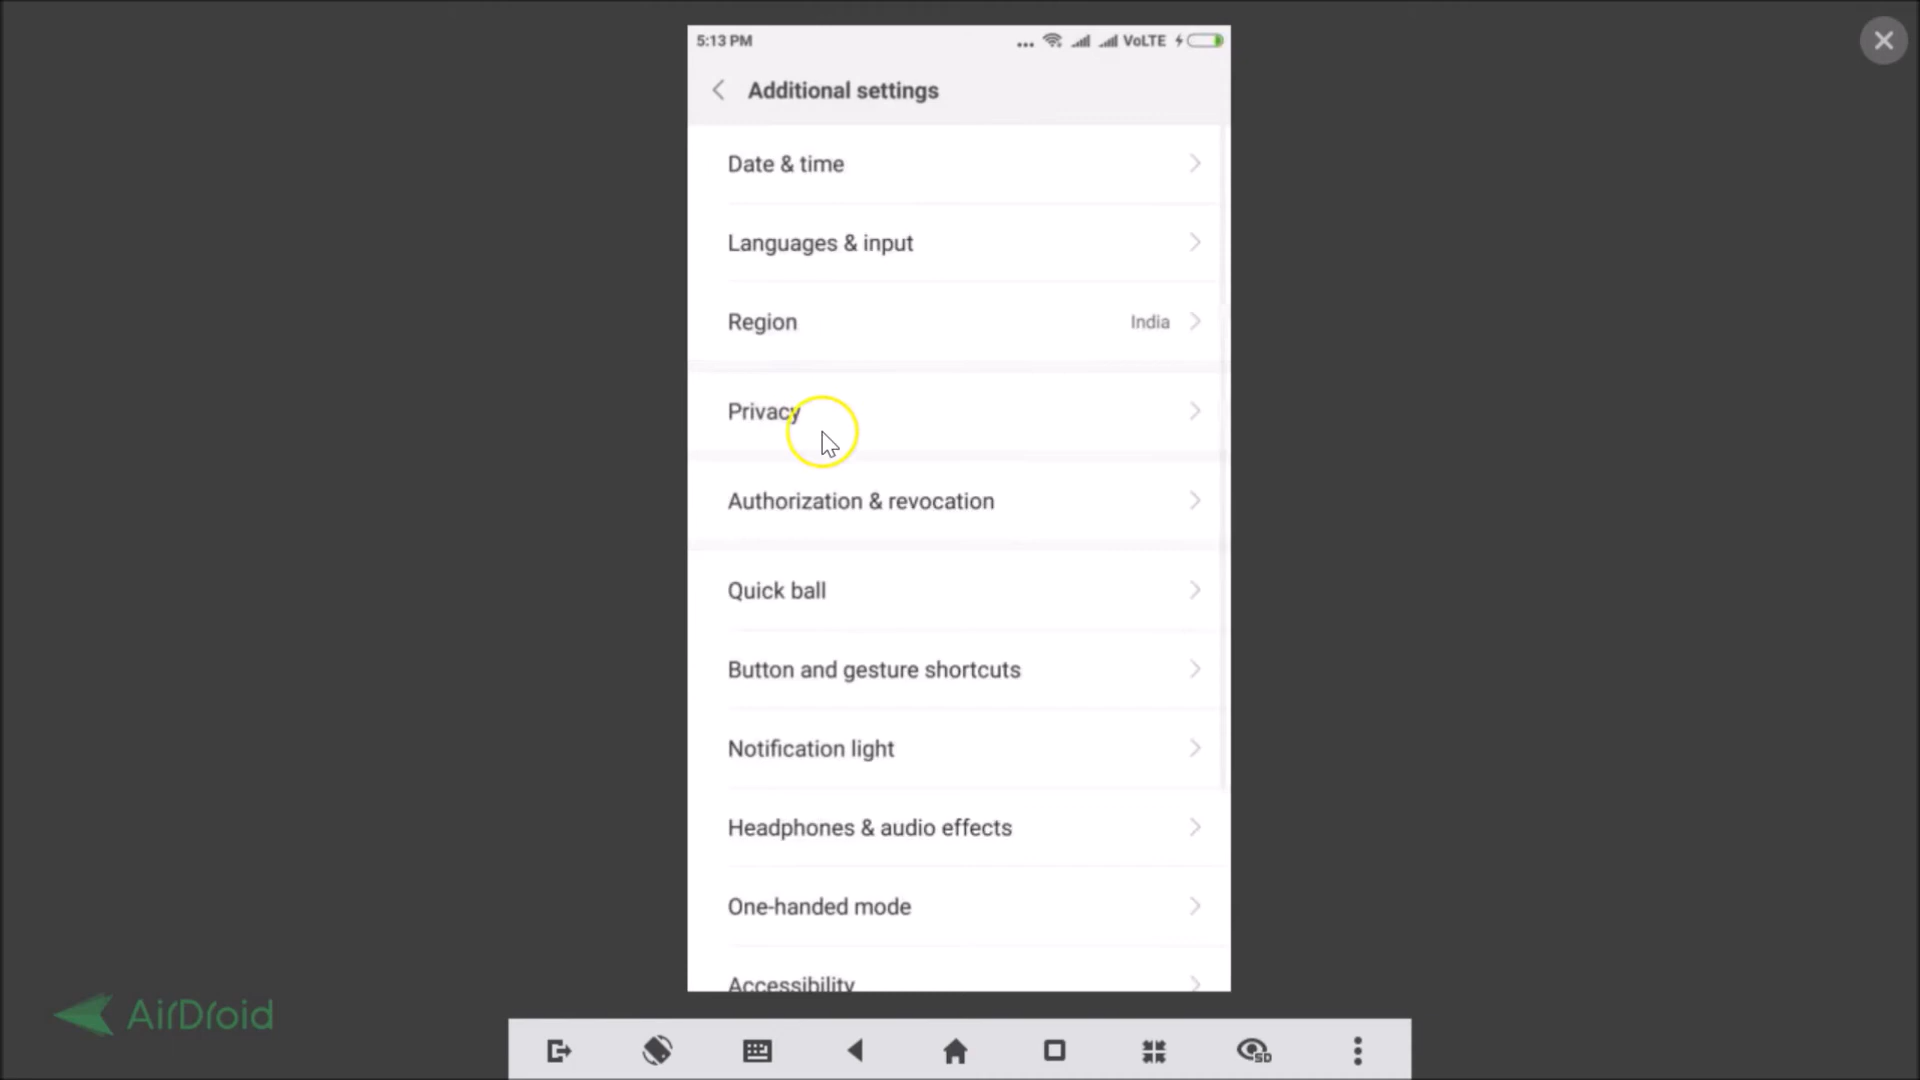 5:13 PM
VoLTE
Additional settings
Date & time
Languages & input
Region
India
Privacy
Authorization & revocation
Quick ball
Button and gesture shortcuts
Notification light
Headphones & audio effects
One-handed mode
Accessibility
AirDroid
SD